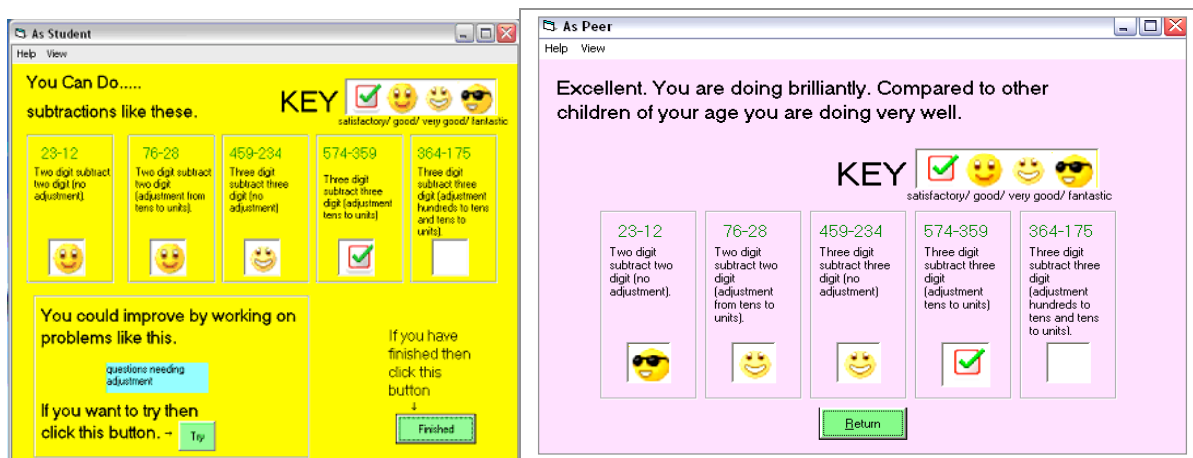 As Student
Help View
You Can Do.....
subtractions like these.
KEY
satisfactory/ good/ very good/ fantastic
23-12
Two digit subtract
two digit (no
adjustment).
76-28
Two digit subtract
two digit
(adjustment from
tens to units).
459-234
Three digit
subtract three
digit (no
adjustment)
574-359
Three digit
subtract three
digit (adjustment
tens to units)
364-175
Three digit
subtract three
digit (adjustment
hundreds to tens
and tens to
units).
You could improve by working on
problems like this.
questions needing
adjustment
If you want to try then
click this button. →
Try
If you have
finished then
click this
button
↓
Finished
As Peer
Help View
Excellent. You are doing brilliantly. Compared to other
children of your age you are doing very well.
KEY
satisfactory/ good/ very good/ fantastic
23-12
Two digit
subtract two
digit (no
adjustment).
76-28
Two digit
subtract two
digit
(adjustment
from tens to
units).
459-234
Three digit
subtract three
digit (no
adjustment)
574-359
Three digit
subtract three
digit
(adjustment
tens to units)
364-175
Three digit
subtract three
digit
(adjustment
hundreds to
tens and tens
to units).
Return